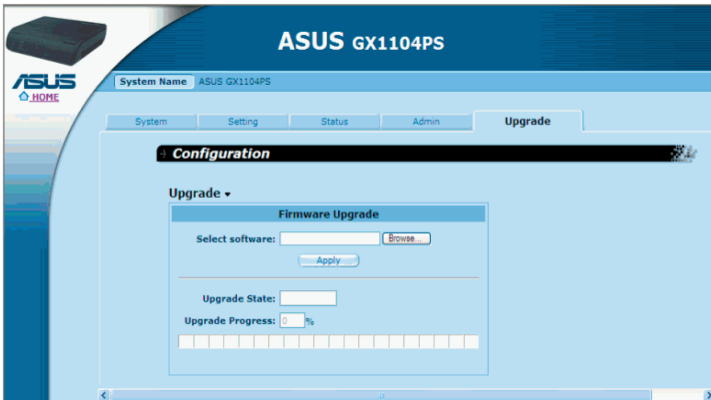 ASUS GX1104PS
ASUS
HOME
System Name ASUS GX1104PS
System Setting Status Admin Upgrade
Configuration
Upgrade
Firmware Upgrade
Select software: Browse...
Apply
Upgrade State:
Upgrade Progress: 0 %